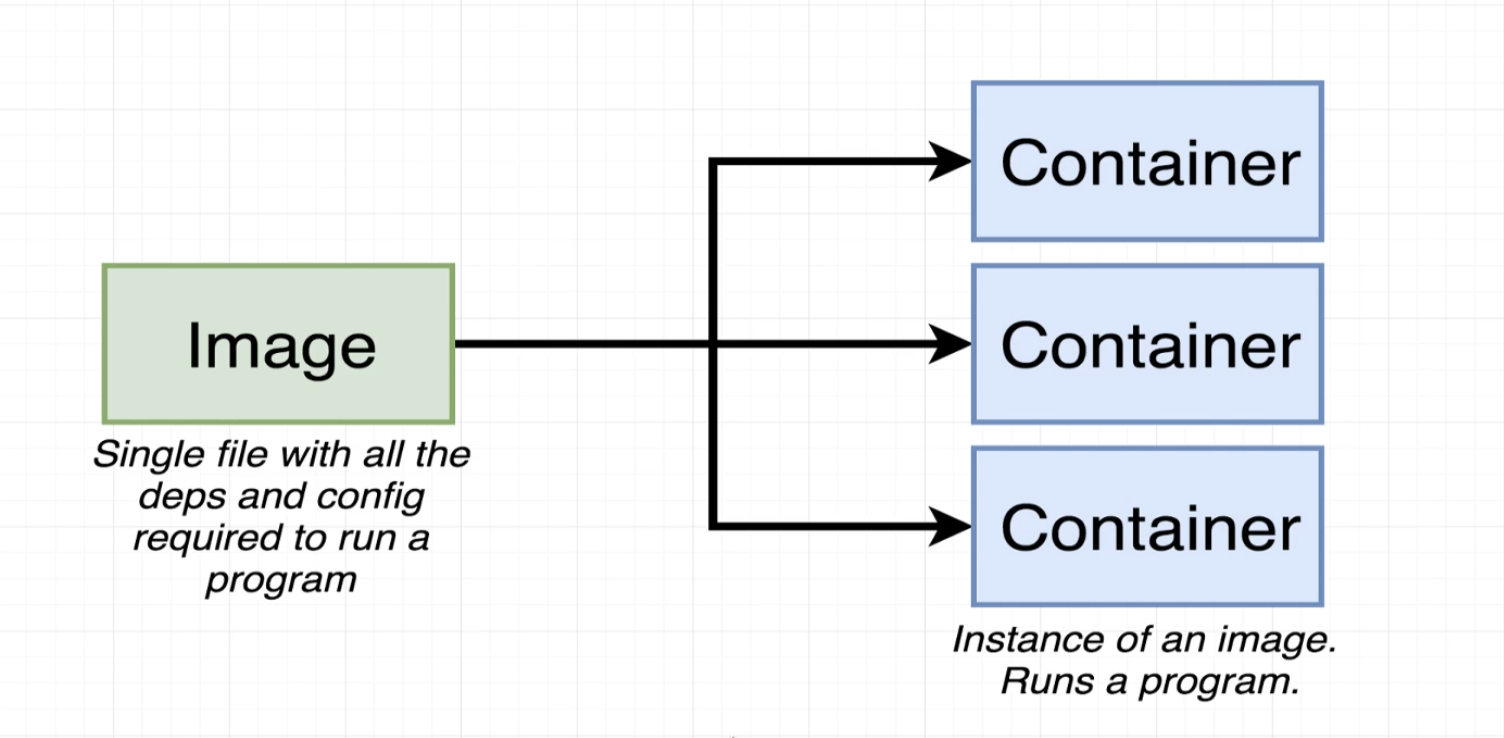 Image
Single file with all the
deps and config
required to run a
program
Container
Container
Container
Instance of an image.
Runs a program.